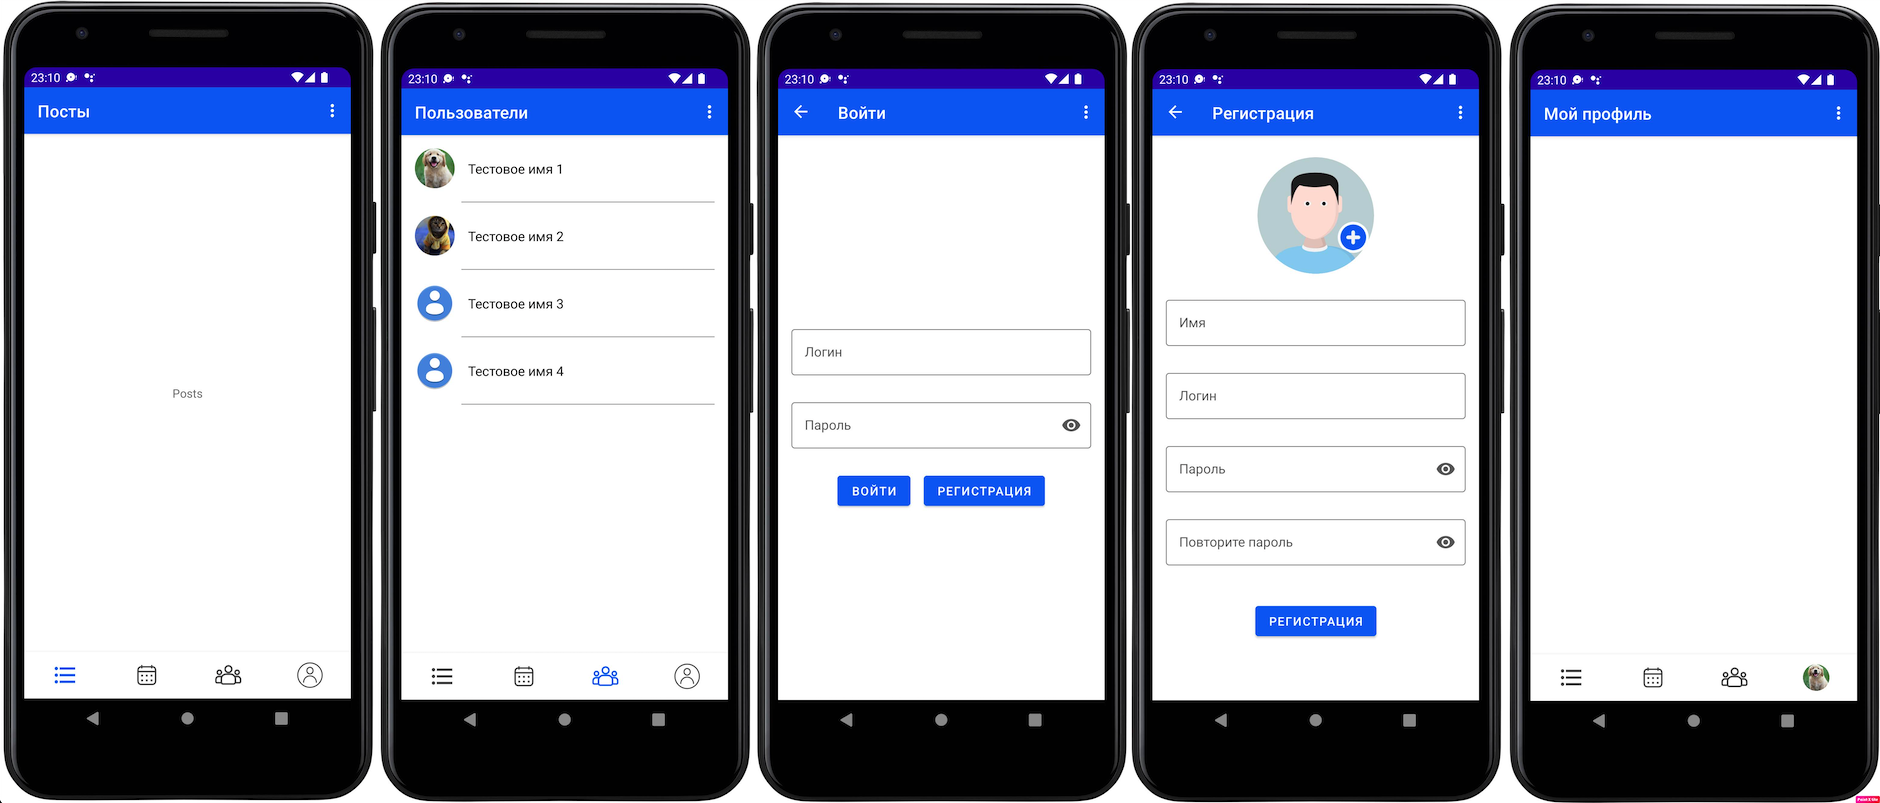 23:10
Посты
Posts
23:10
Пользователи
Тестовое имя 1
Тестовое имя 2
Тестовое имя 3
Тестовое имя 4
23:10
Войти
Логин
Пароль
ВОЙТИ РЕГИСТРАЦИЯ
23:10
Регистрация
Имя
Логин
Пароль
Повторите пароль
РЕГИСТРАЦИЯ
23:10
Мой профиль